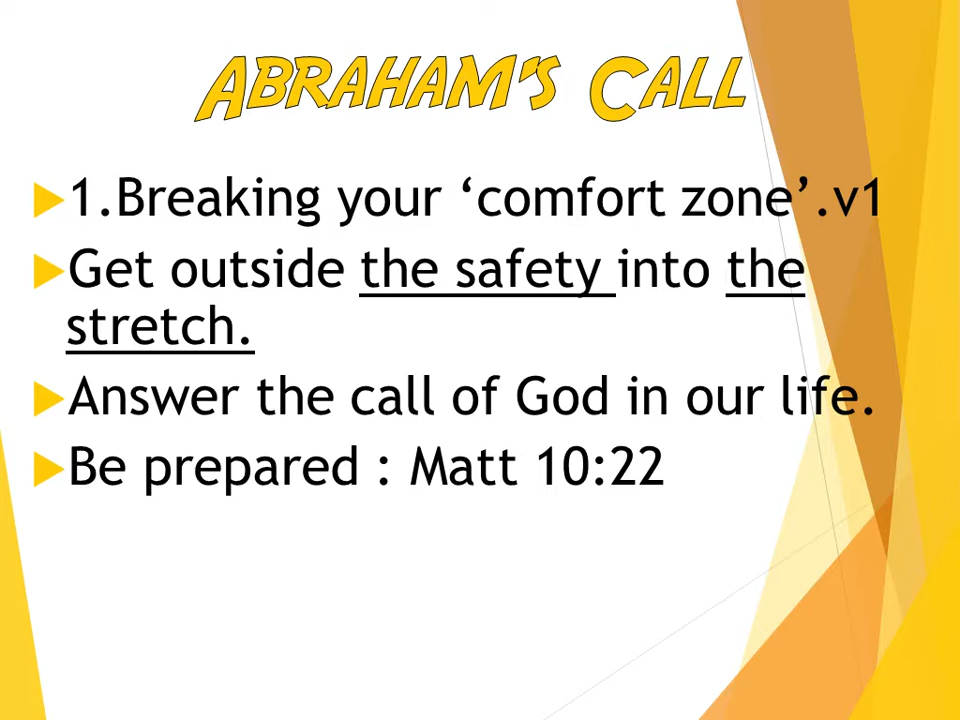 ABRAHAM'S CALL
1.Breaking your ‘comfort zone’.v1
Get outside the safety into the
stretch.
Answer the call of God in our life.
Be prepared : Matt 10:22